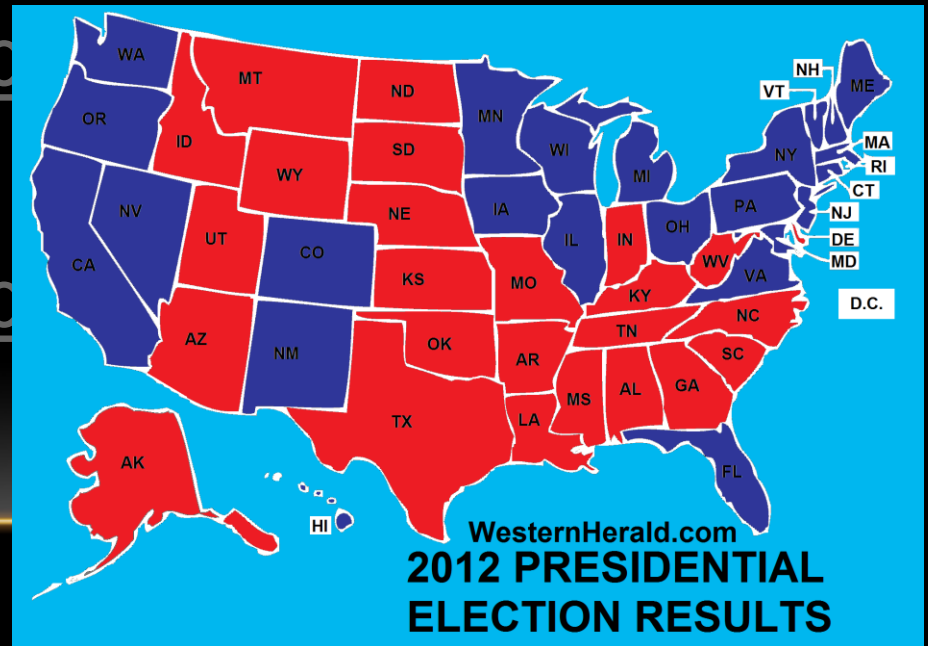 WA
MT
ND
MN
OR
ID
SD
WY
WI
MI
NY
VT
NH
ME
MA
RI
CT
NJ
DE
MD
D.C.
NV
UT
CO
NE
IA
IL
IN
OH
PA
CA
KS
MO
KY
WV
VA
AZ
NM
OK
AR
TN
NC
SC
TX
LA
MS
AL
GA
FL
AK
HI
WesternHerald.com
2012 PRESIDENTIAL
ELECTION RESULTS